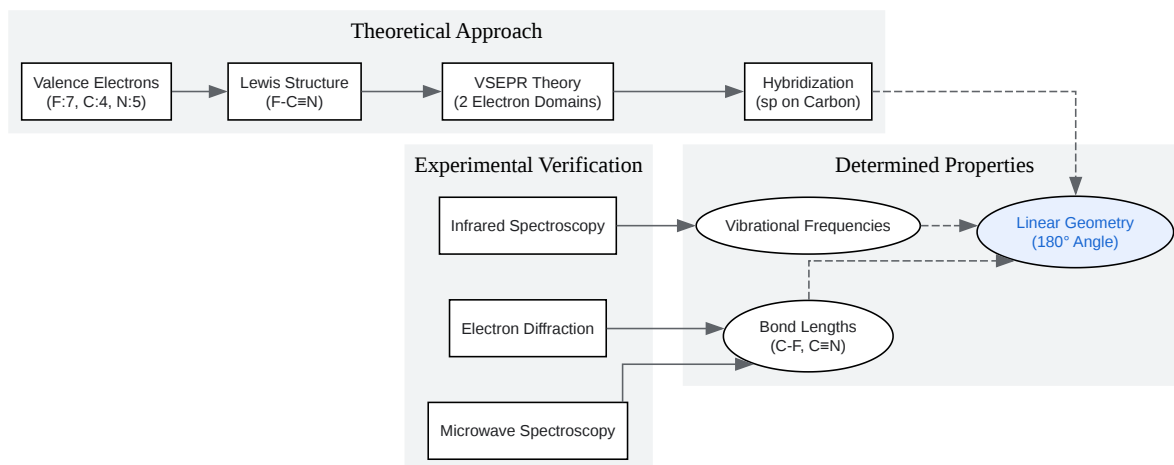 Theoretical Approach
Valence Electrons
(F:7, C:4, N:5)
Lewis Structure
(F-C≡N)
VSEPR Theory
(2 Electron Domains)
Hybridization
(sp on Carbon)
Experimental Verification
Infrared Spectroscopy
Electron Diffraction
Microwave Spectroscopy
Determined Properties
Vibrational Frequencies
Linear Geometry
(180° Angle)
Bond Lengths
(C-F, C≡N)